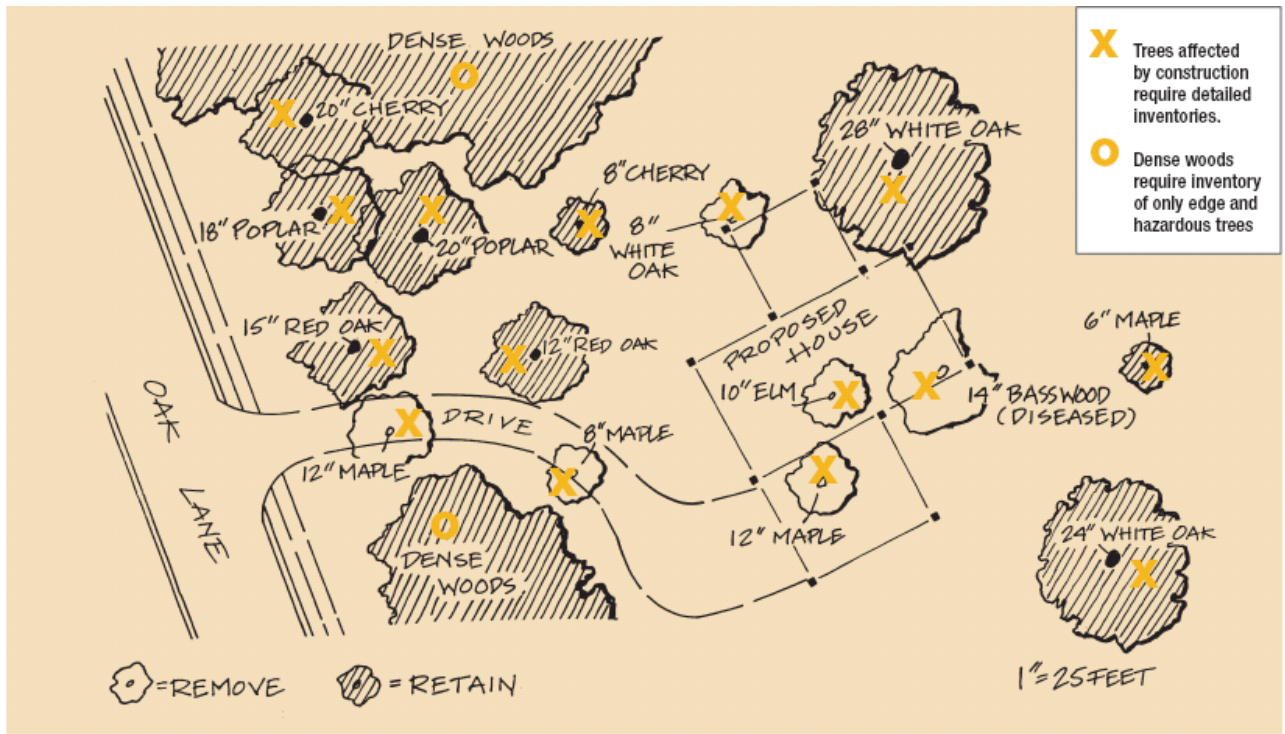 DENSE WOODS
20" CHERRY
18" POPLAR
20" POPLAR
8" CHERRY
8"
WHITE
OAK
28" WHITE OAK
X Trees affected
by construction
require detailed
inventories.
O Dense woods
require inventory
of only edge and
hazardous trees
15" RED OAK
12" RED OAK
PROPOSED
HOUSE
6" MAPLE
10" ELM
14" BASSWOOD
(DISEASED)
OAK
LANE
DRIVE
12" MAPLE
8" MAPLE
12" MAPLE
24" WHITE OAK
DENSE
WOODS
=REMOVE
= RETAIN
1"=25FEET